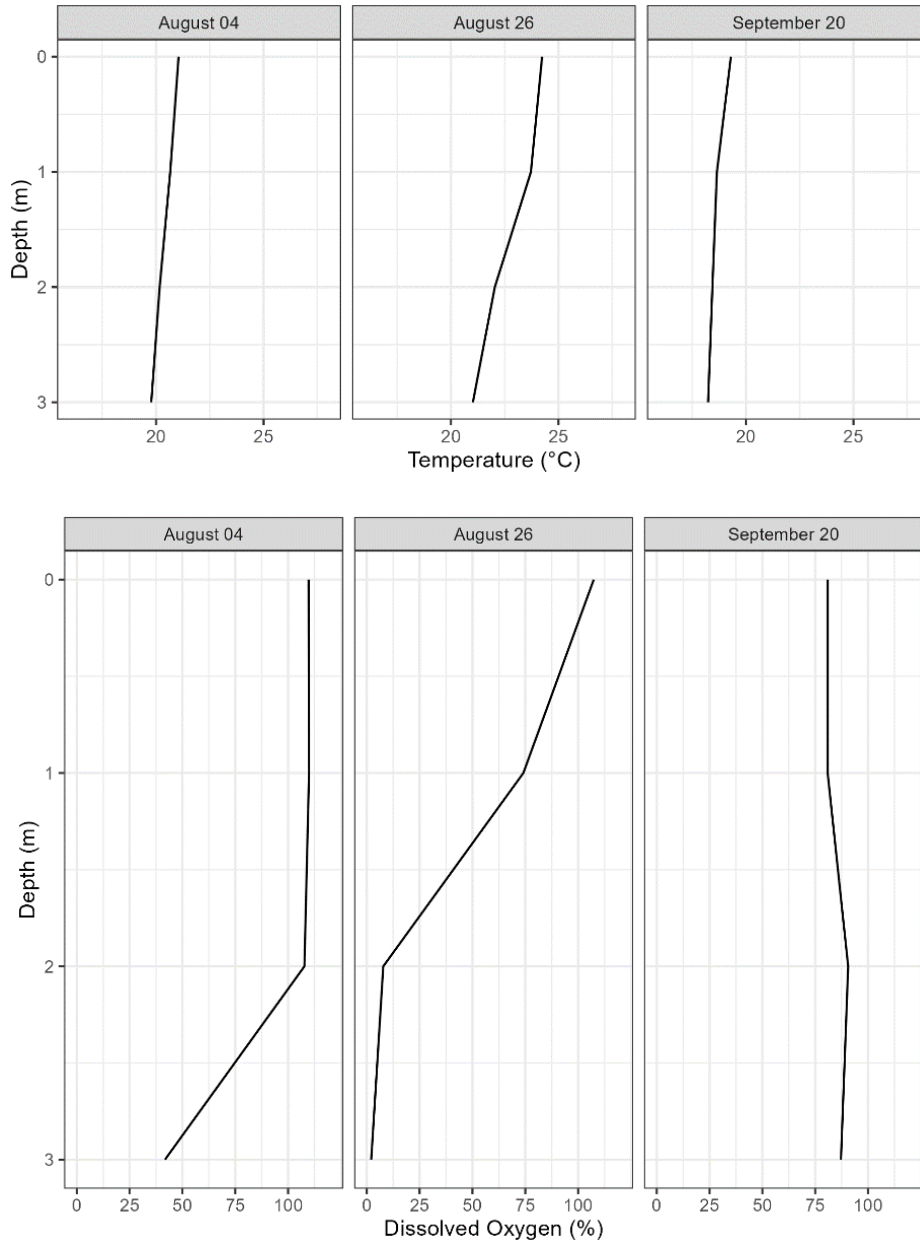 August 04 August 26 September 20
0
1
2
3
Depth (m)
20 25 20 25 20 25
Temperature (°C)
August 04 August 26 September 20
0
1
2
3
Depth (m)
0 25 50 75 100 0 25 50 75 100 0 25 50 75 100
Dissolved Oxygen (%)